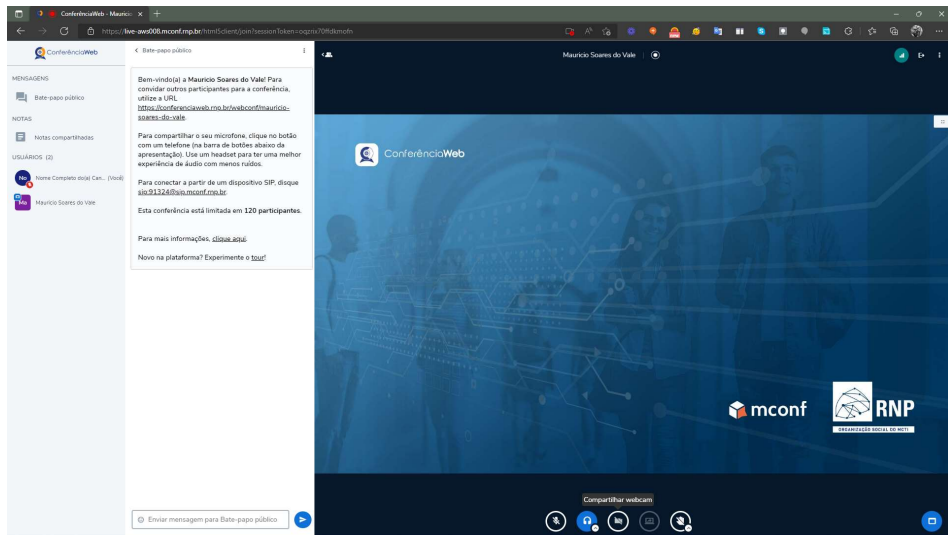 ConferênciaWeb - Maurici
https://live-aws008.mconf.rnp.br/html5client/join?sessionToken=oqznix70ffdkmofn
ConferênciaWeb
MENSAGENS
Bate-papo público
NOTAS
Notas compartilhadas
USUÁRIOS (2)
No
Nome Completo do(a) Can... (Você)
Ma
Mauricio Soares do Vale
Bate-papo público
Bem-vindo(a) a Mauricio Soares do Vale! Para
convidar outros participantes para a conferência,
utilize a URL
https://conferenciaweb.rnp.br/webconf/mauricio-
soares-do-vale.
Para compartilhar o seu microfone, clique no botão
com um telefone (na barra de botões abaixo da
apresentação). Use um headset para ter uma melhor
experiência de áudio com menos ruídos.
Para conectar a partir de um dispositivo SIP, disque
sip:91324@sip.mconf.rnp.br.
Esta conferência está limitada em 120 participantes.
Para mais informações, clique aqui.
Novo na plataforma? Experimente o tour!
Enviar mensagem para Bate-papo público
Mauricio Soares do Vale
ConferênciaWeb
mconf
RNP
ORGANIZAÇÃO SOCIAL DO MCTI
Compartilhar webcam